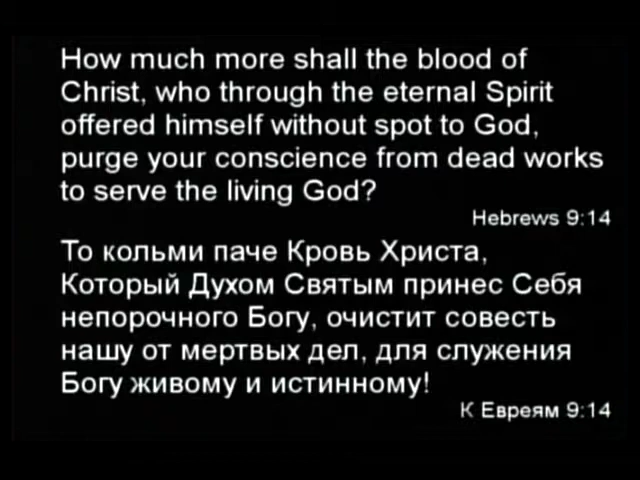 How much more shall the blood of
Christ, who through the eternal Spirit
offered himself without spot to God,
purge your conscience from dead works
to serve the living God?
Hebrews 9:14
То кольми паче Кровь Христа,
Который Духом Святым принес Себя
непорочного Богу, очистит совесть
нашу от мертвых дел, для служения
Богу живому и истинному!
К Евреям 9:14